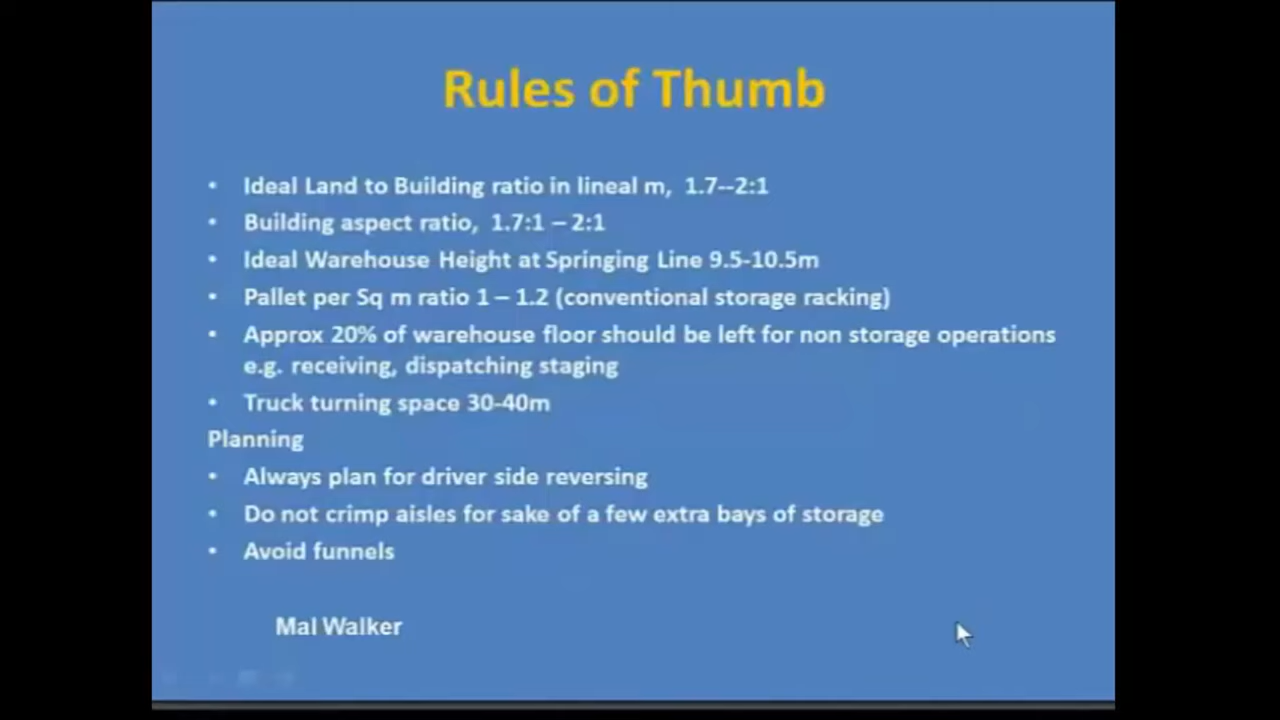 Rules of Thumb
• Ideal Land to Building ratio in lineal m, 1.7--2:1
• Building aspect ratio, 1.7:1 – 2:1
• Ideal Warehouse Height at Springing Line 9.5-10.5m
• Pallet per Sq m ratio 1 – 1.2 (conventional storage racking)
• Approx 20% of warehouse floor should be left for non storage operations
e.g. receiving, dispatching staging
• Truck turning space 30-40m
Planning
• Always plan for driver side reversing
• Do not crimp aisles for sake of a few extra bays of storage
• Avoid funnels
Mal Walker